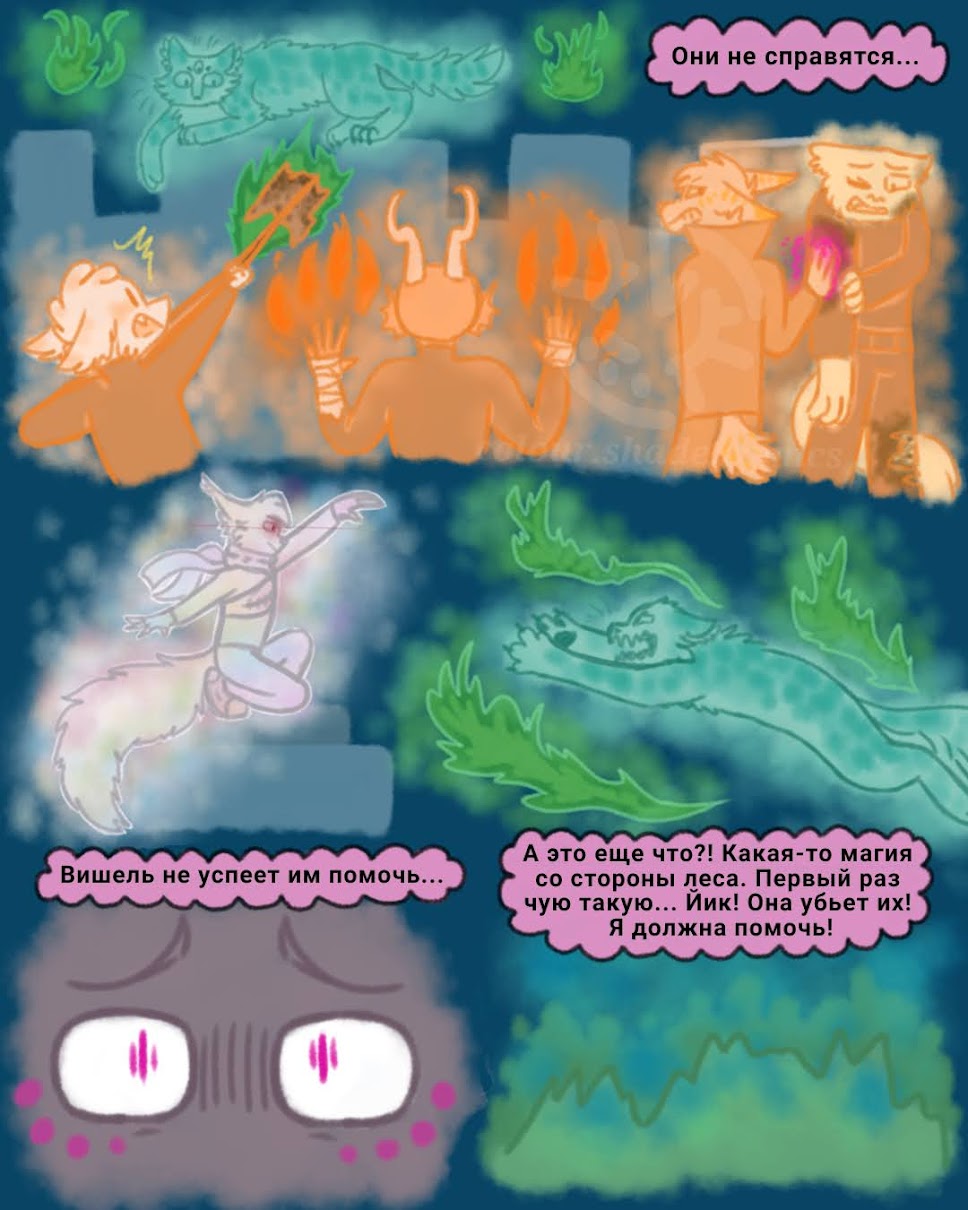 Они не справятся...
Вишель не успеет им помочь...
А это еще что?! Какая-то магия
со стороны леса. Первый раз
чую такую... Йик! Она убьет их!
Я должна помочь!